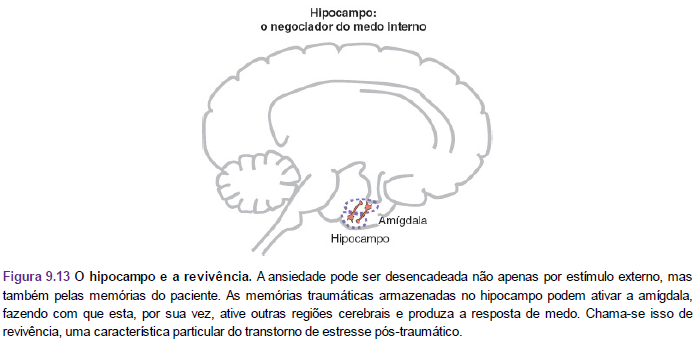 Hipocampo:
o negociador do medo interno
Amígdala
Hipocampo
Figura 9.13 O hipocampo e a revivência. A ansiedade pode ser desencadeada não apenas por estímulo externo, mas
também pelas memórias do paciente. As memórias traumáticas armazenadas no hipocampo podem ativar a amígdala,
fazendo com que esta, por sua vez, ative outras regiões cerebrais e produza a resposta de medo. Chama-se isso de
revivência, uma característica particular do transtorno de estresse pós-traumático.